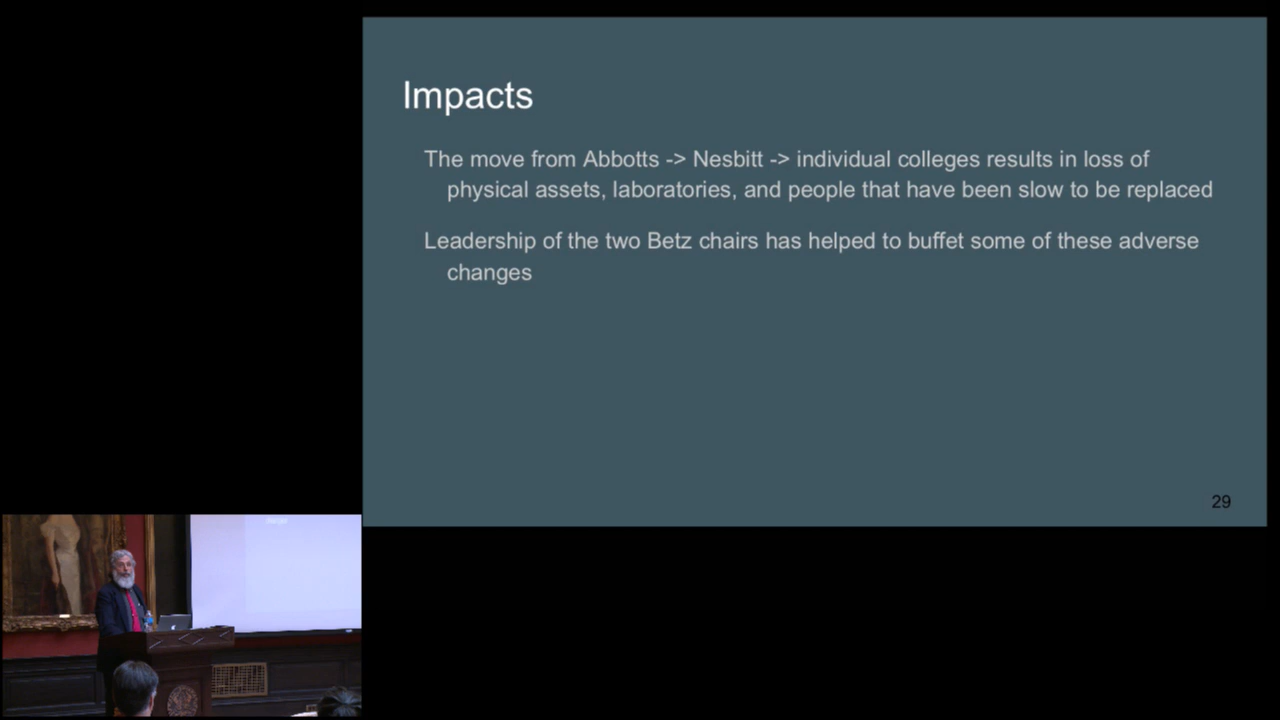 Impacts
The move from Abbotts -> Nesbitt -> individual colleges results in loss of
physical assets, laboratories, and people that have been slow to be replaced
Leadership of the two Betz chairs has helped to buffet some of these adverse
changes
29